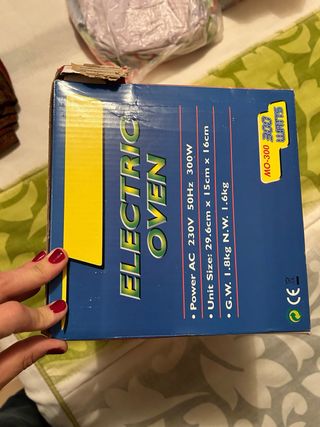 ELECTRIC
OVEN
• Power AC 230V 50Hz 300W
• Unit Size: 29.6cm x 15cm x 16cm
• G.W. 1.8kg N.W. 1.6kg
MO-300 300
WATTS
CE